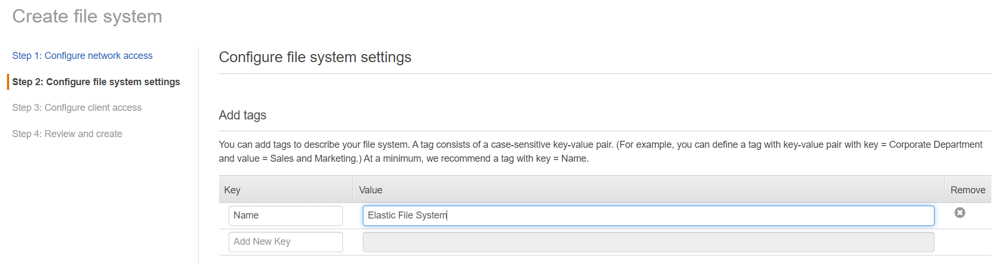 Create file system
Step 1: Configure network access
Step 2: Configure file system settings
Step 3: Configure client access
Step 4: Review and create
Configure file system settings
Add tags
You can add tags to describe your file system. A tag consists of a case-sensitive key-value pair. (For example, you can define a tag with key-value pair with key = Corporate Department
and value = Sales and Marketing.) At a minimum, we recommend a tag with key = Name.
Key Value Remove
Name Elastic File System
Add New Key